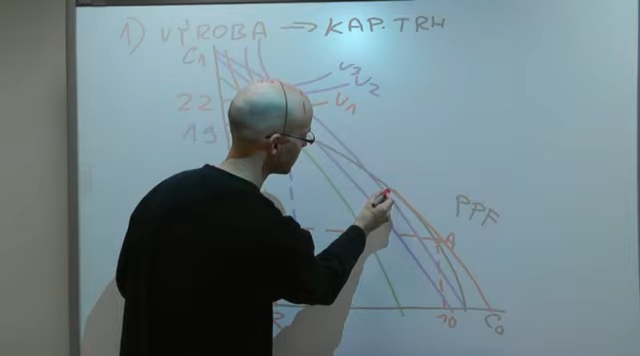 1) VÝROBA → KAP. TRH
C₁
U₃
U₂
22
U₁
19
PPF
A
10
C₀